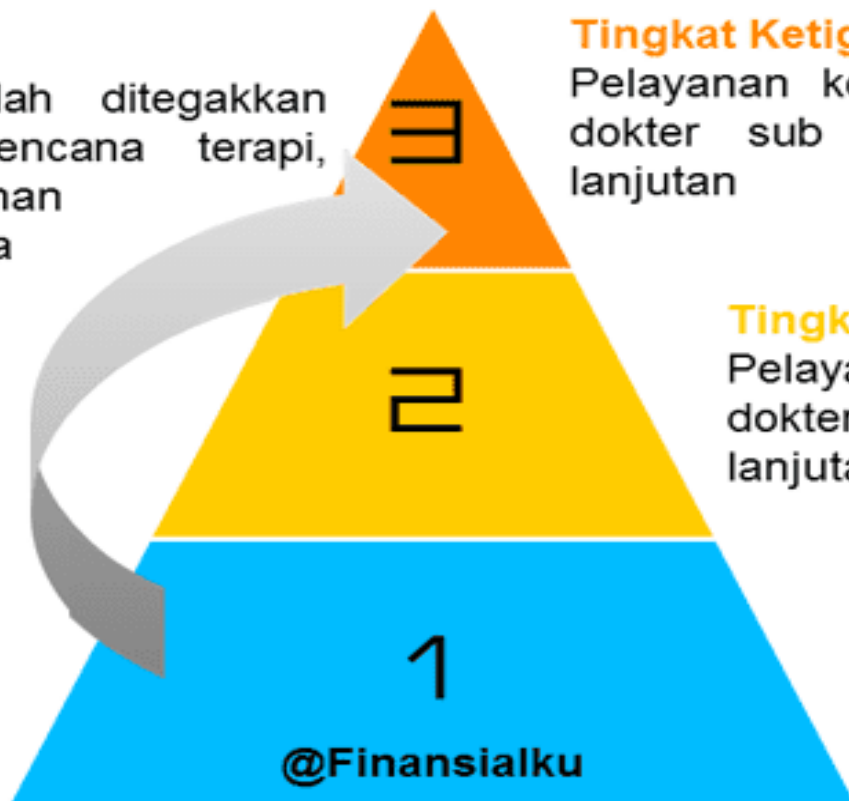 lah ditegakkan
encana terapi,
nan
a
3
Tingkat Ketig
Pelayanan ke
dokter sub
lanjutan
2
Tingk
Pelaya
dokter
lanjuta
1
@Finansialku